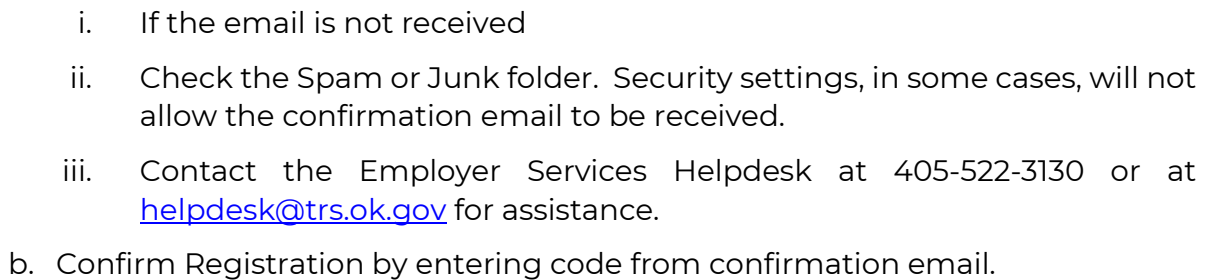 i. If the email is not received
ii. Check the Spam or Junk folder. Security settings, in some cases, will not
allow the confirmation email to be received.
iii. Contact the Employer Services Helpdesk at 405-522-3130 or at
helpdesk@trs.ok.gov for assistance.
b. Confirm Registration by entering code from confirmation email.